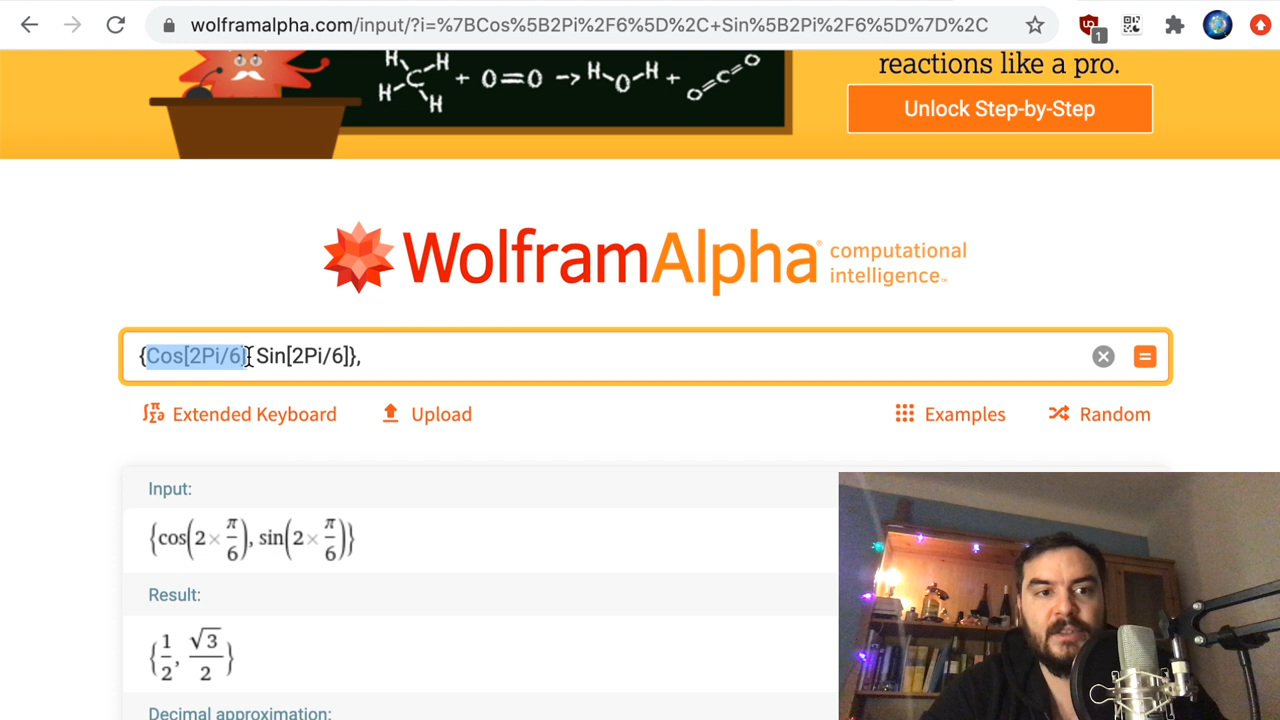 wolframalpha.com/input/?i=%7BCos%5B2Pi%2F6%5D%2C+Sin%5B2Pi%2F6%5D%7D%2C
1
H H
C + O=O → H O H + O C O
H H
reactions like a pro.
Unlock Step-by-Step
WolframAlpha computational
intelligence™
{Cos[2Pi/6], Sin[2Pi/6]},
Extended Keyboard
Upload
Examples
Random
Input:
{cos(2 × π/6), sin(2 × π/6)}
Result:
{1/2, √3/2}
Decimal approximation: